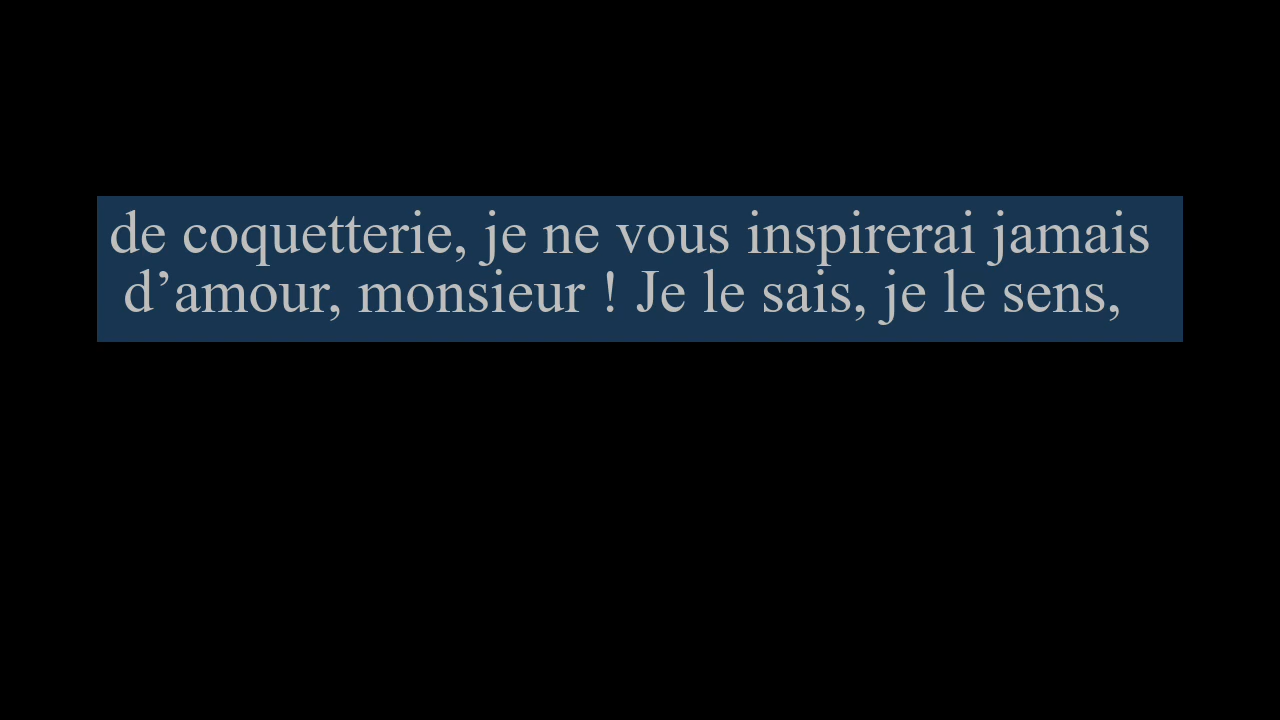 de coquetterie, je ne vous inspirerai jamais
d’amour, monsieur ! Je le sais, je le sens,